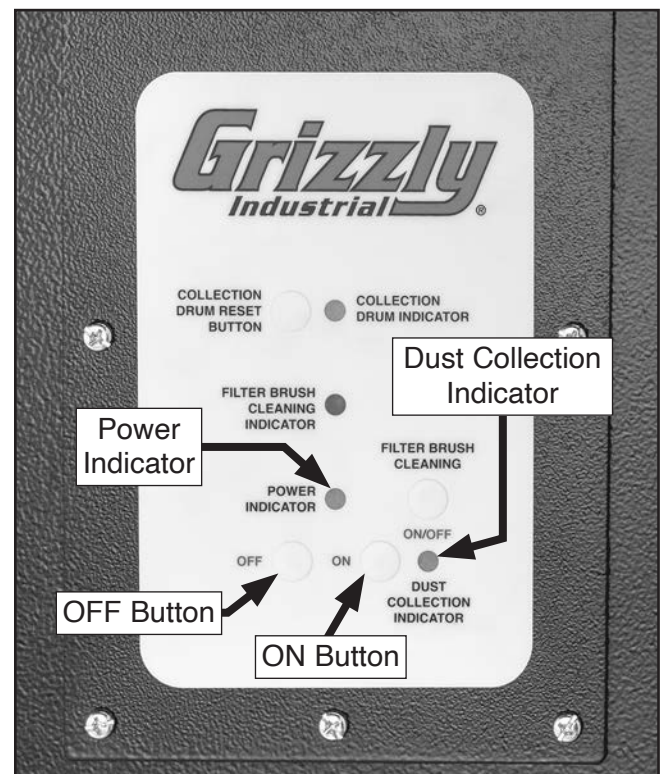 Grizzly
Industrial®
COLLECTION
DRUM RESET
BUTTON
COLLECTION
DRUM INDICATOR
Dust Collection
Indicator
FILTER BRUSH
CLEANING
INDICATOR
Power
Indicator
FILTER BRUSH
CLEANING
POWER
INDICATOR
ON/OFF
OFF
ON
DUST
COLLECTION
INDICATOR
OFF Button
ON Button